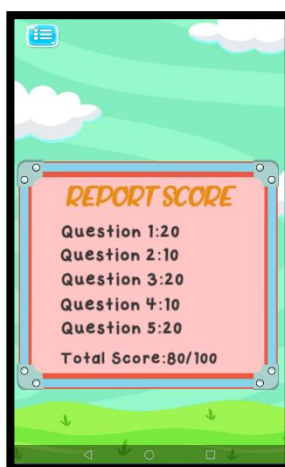 REPORT SCORE
Question 1:20
Question 2:10
Question 3:20
Question 4:10
Question 5:20
Total Score:80/100